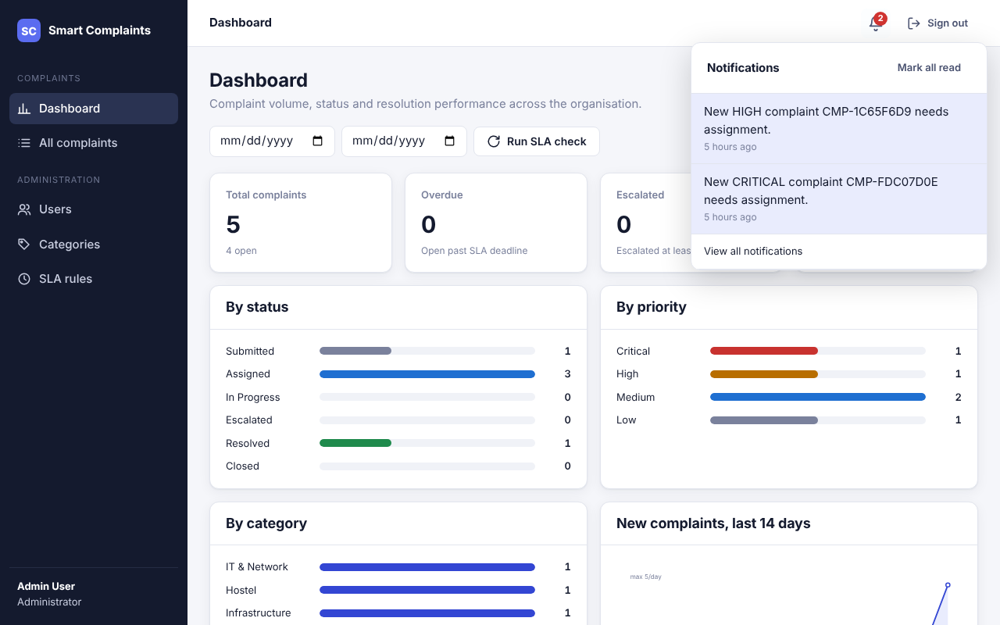 SC Smart Complaints
COMPLAINTS
Dashboard
All complaints
ADMINISTRATION
Users
Categories
SLA rules
Admin User
Administrator
Dashboard
2
Sign out
Notifications
Mark all read
New HIGH complaint CMP-1C65F6D9 needs
assignment.
5 hours ago
New CRITICAL complaint CMP-FDC07D0E
needs assignment.
5 hours ago
View all notifications
Dashboard
Complaint volume, status and resolution performance across the organisation.
mm/dd/yyyy
mm/dd/yyyy
Run SLA check
Total complaints
5
4 open
Overdue
0
Open past SLA deadline
Escalated
0
Escalated at leas
By status
Submitted 1
Assigned 3
In Progress 0
Escalated 0
Resolved 1
Closed 0
By priority
Critical 1
High 1
Medium 2
Low 1
By category
IT & Network 1
Hostel 1
Infrastructure 1
New complaints, last 14 days
max 5/day